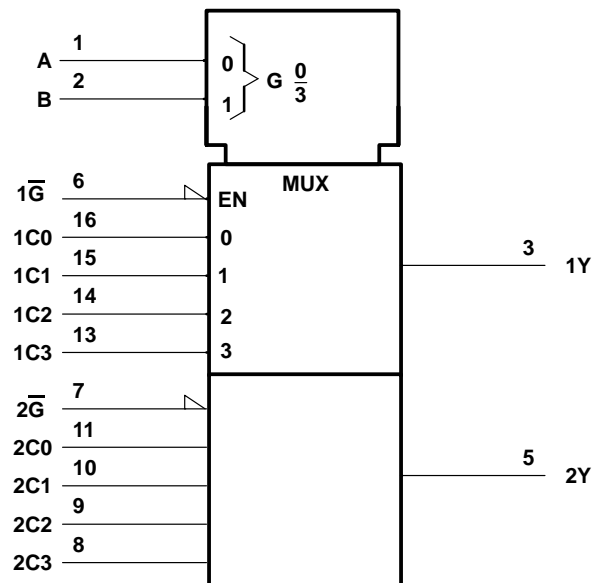 A 1 0
B 2 1
G 0/3
MUX
1G̅ 6 EN
1C0 16 0
1C1 15 1
1C2 14 2
1C3 13 3
3 1Y
2G̅ 7
2C0 11
2C1 10
2C2 9
2C3 8
5 2Y